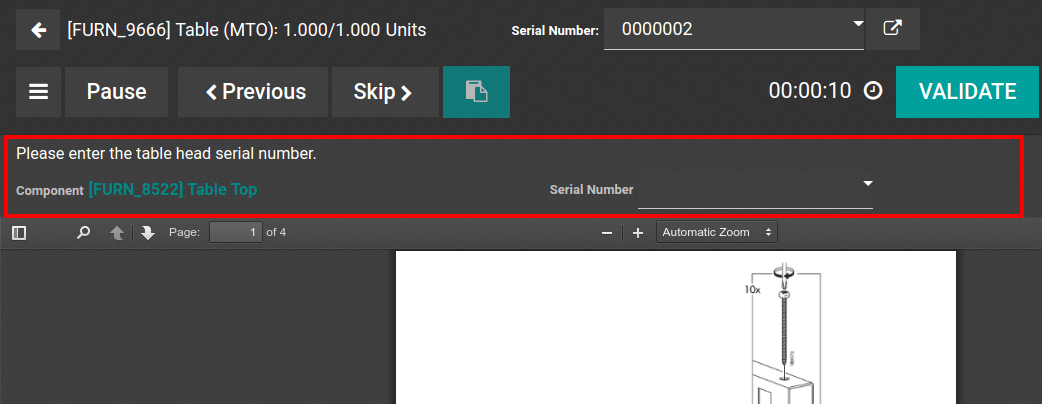 [FURN_9666] Table (MTO): 1.000/1.000 Units Serial Number: 0000002
Pause Previous Skip 00:00:10 VALIDATE
Please enter the table head serial number.
Component [FURN_8522] Table Top Serial Number
Page: 1 of 4 Automatic Zoom
10x